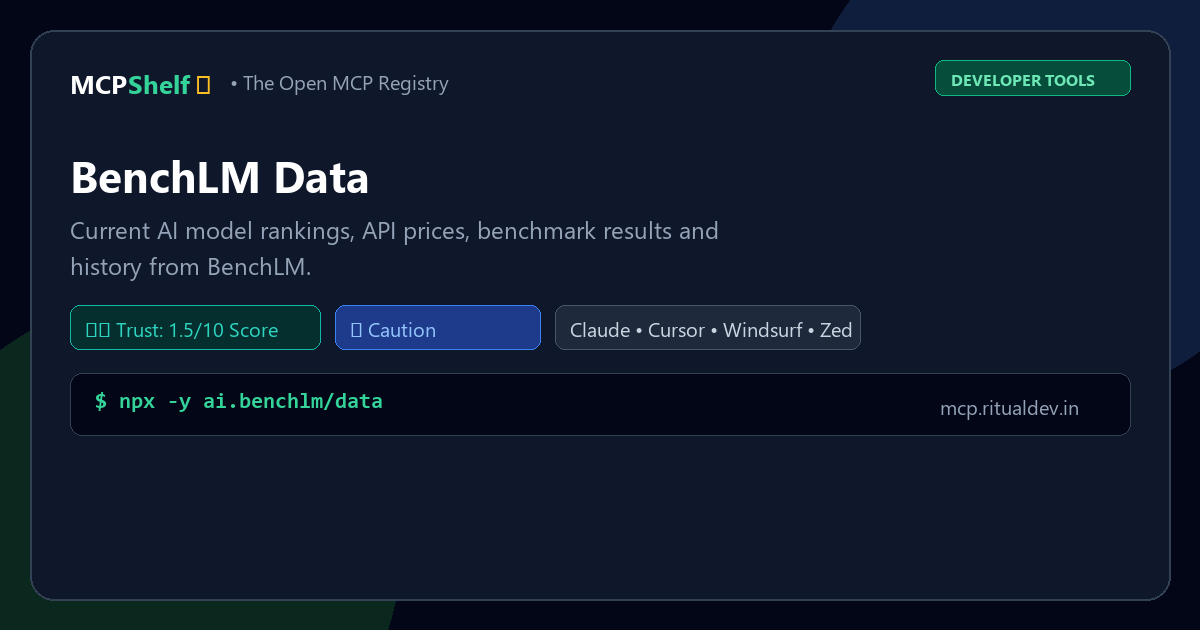 MCPShelf • The Open MCP Registry
DEVELOPER TOOLS
BenchLM Data
Current AI model rankings, API prices, benchmark results and
history from BenchLM.
Trust: 1.5/10 Score
Caution
Claude • Cursor • Windsurf • Zed
$ npx -y ai.benchlm/data
mcp.ritualdev.in